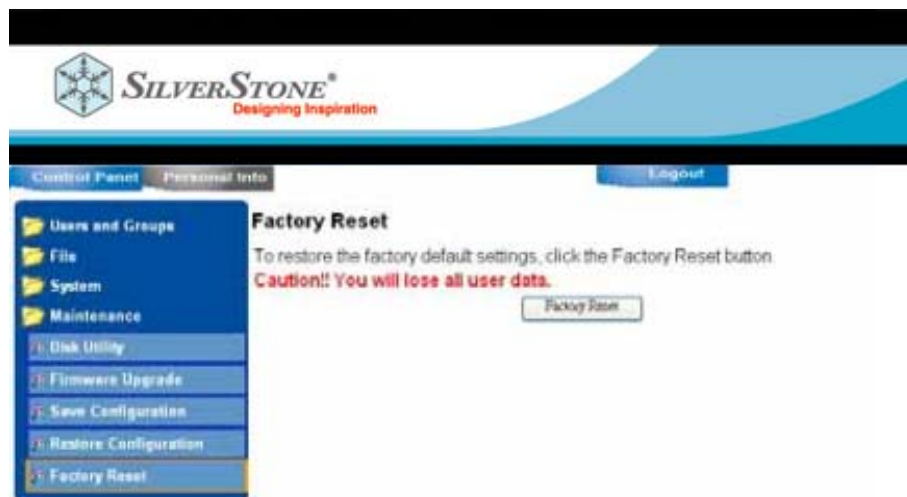 SILVERSTONE®
Designing Inspiration
Control Panel Personal Info Logout
Users and Groups
File
System
Maintenance
Disk Utility
Firmware Upgrade
Save Configuration
Restore Configuration
Factory Reset
Factory Reset
To restore the factory default settings, click the Factory Reset button
Caution!! You will lose all user data.
Factory Reset